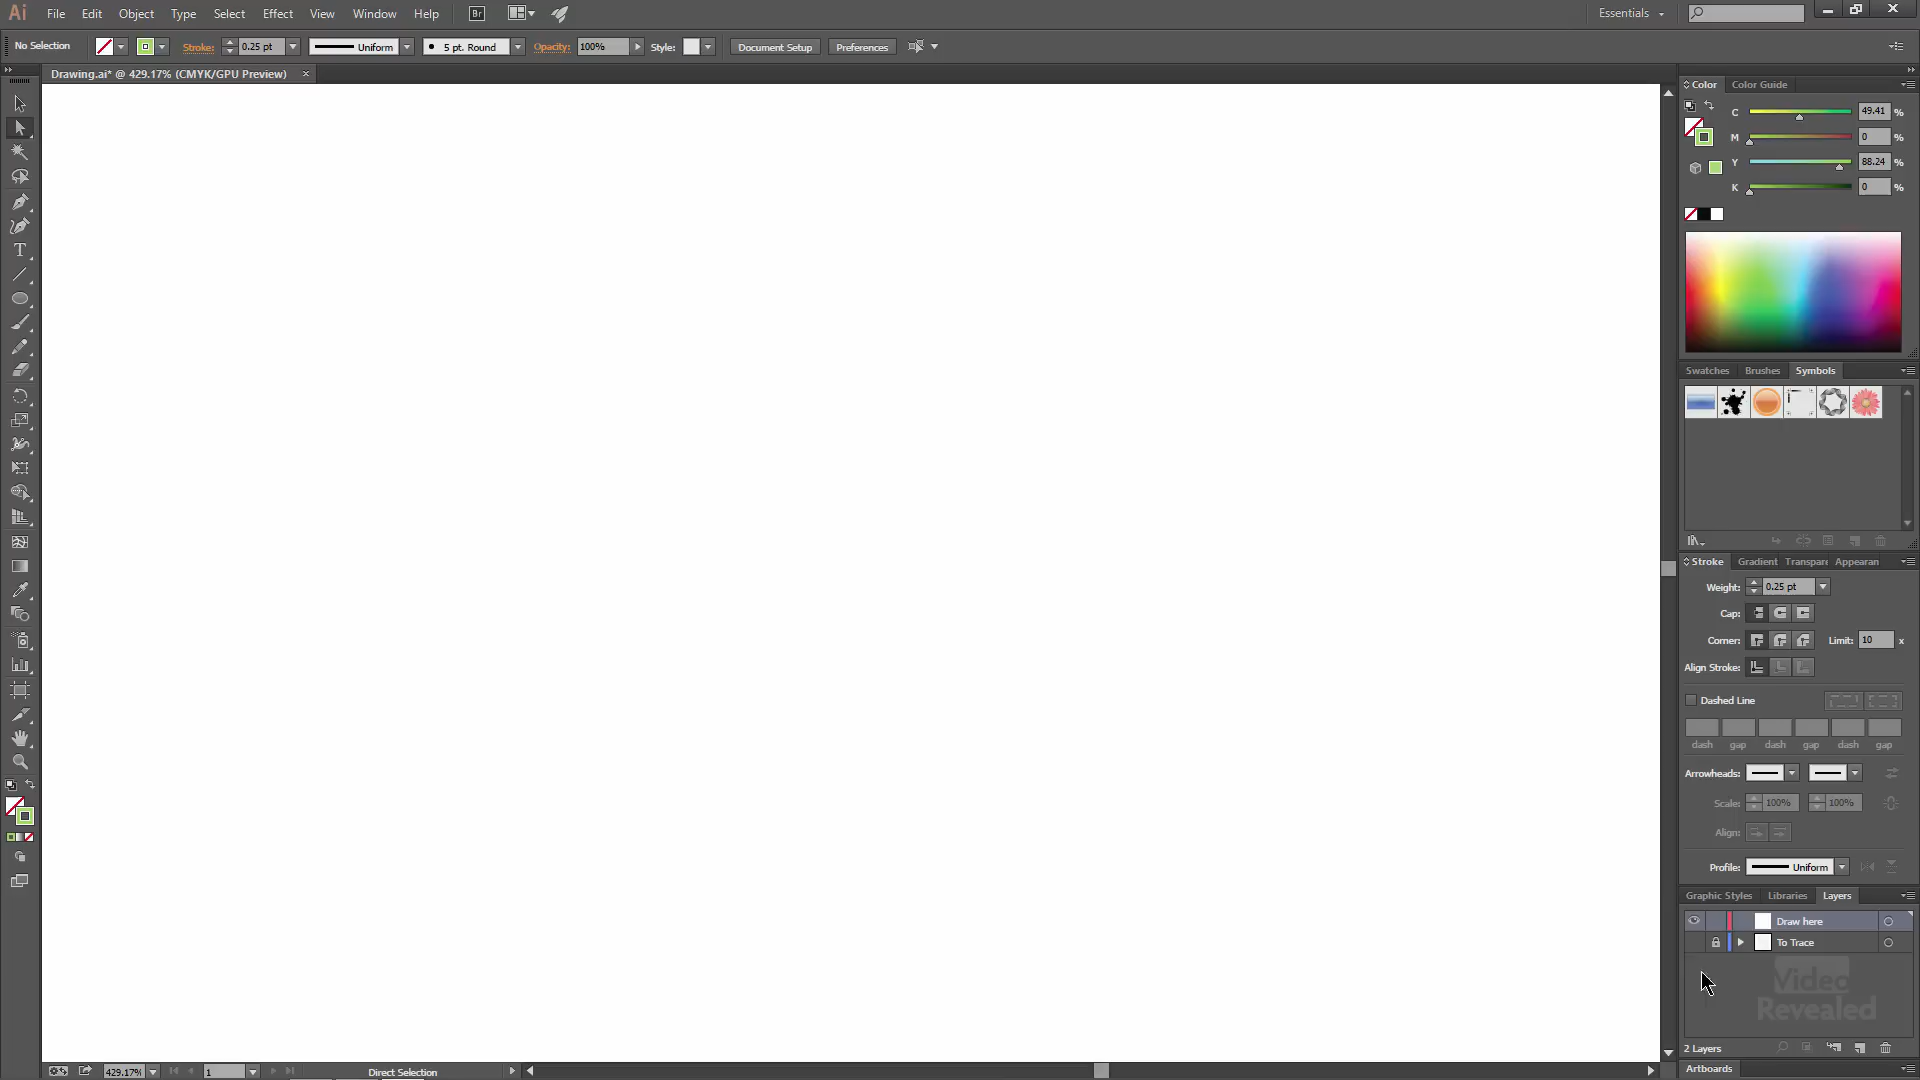 Ai File Edit Object Type Select Effect View Window Help Br Essentials
No Selection Stroke: 0.25 pt Uniform 5 pt. Round Opacity: 100% Style: Document Setup Preferences
Drawing.ai* @ 429.17% (CMYK/GPU Preview) ×
Color Color Guide
C 49.41 %
M 0 %
Y 88.24 %
K 0 %
T
Swatches Brushes Symbols
Stroke Gradient Transpare Appearan
Weight: 0.25 pt
Cap:
Corner: Limit: 10 x
Align Stroke:
Dashed Line
dash gap dash gap dash gap
Arrowheads:
Scale: 100% 100%
Align:
Profile: Uniform
Graphic Styles Libraries Layers
Draw here
To Trace
Video
Revealed
2 Layers
429.17% 1 Direct Selection
Artboards